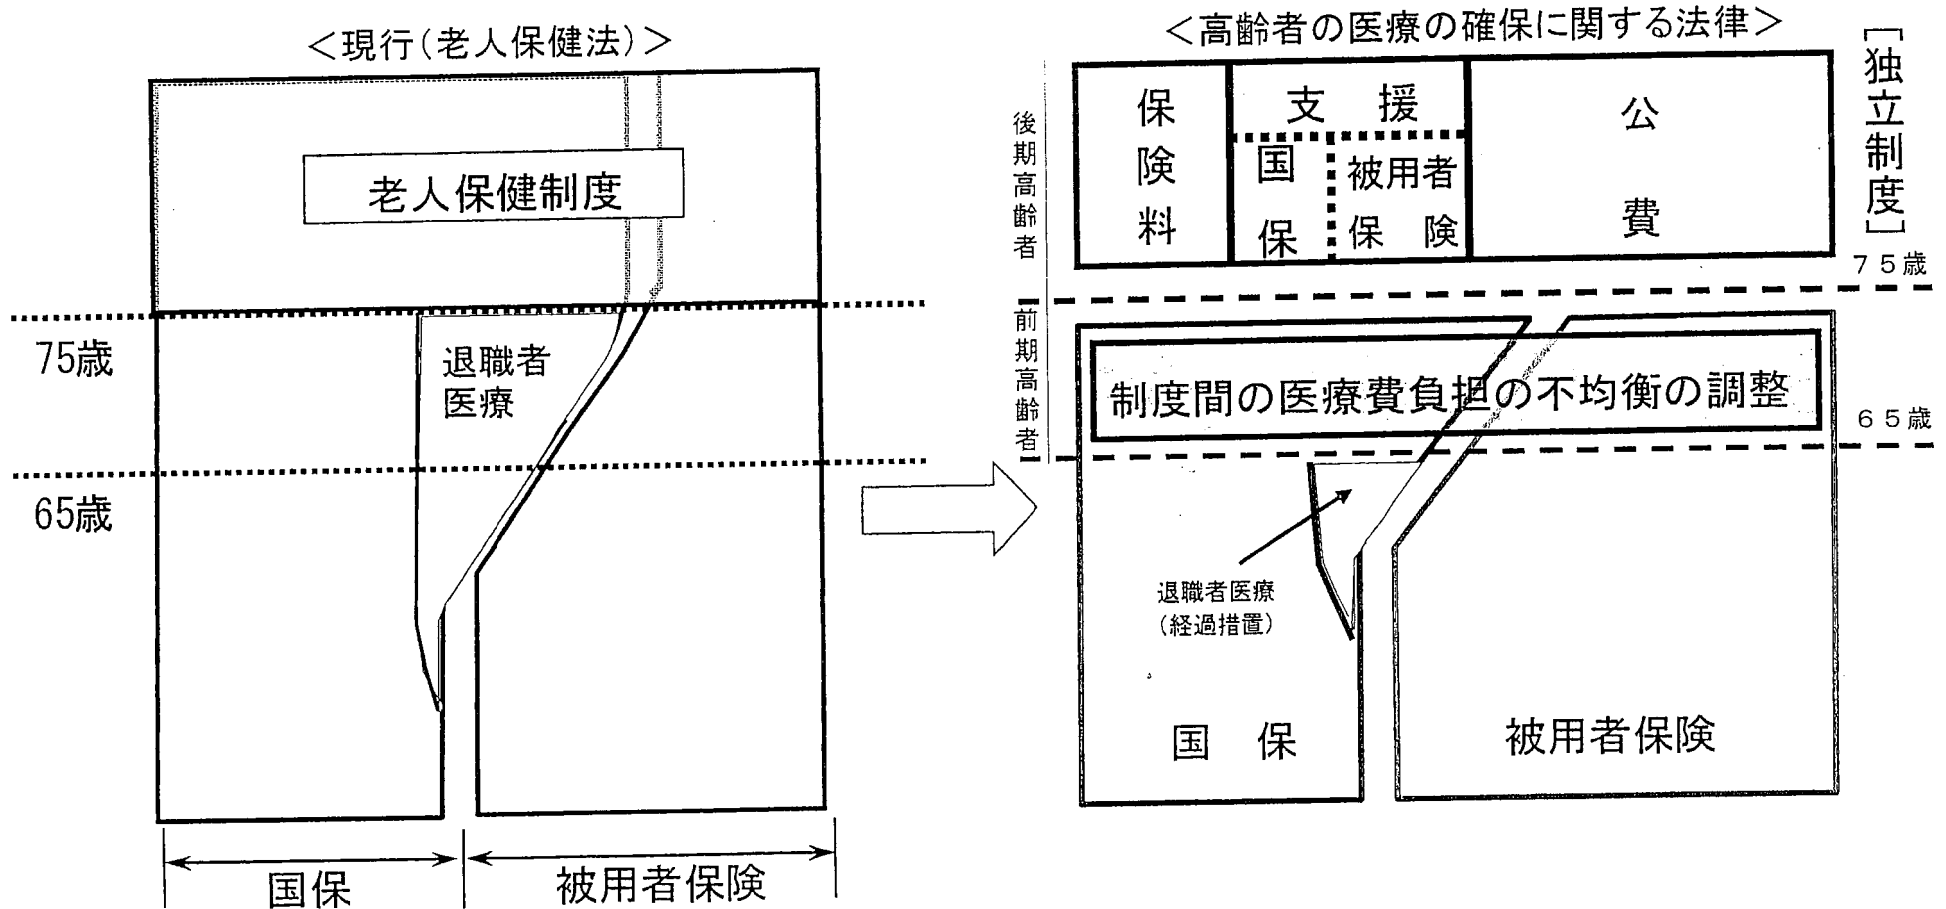 ＜現行（老人保健法）＞
老人保健制度
75歳
退職者
医療
65歳
国保
被用者保険
＜高齢者の医療の確保に関する法律＞
［独立制度］
後期高齢者
保険料
支援
国保
被用者
保険
公費
７５歳
前期高齢者
制度間の医療費負担の不均衡の調整
６５歳
退職者医療
（経過措置）
国保
被用者保険